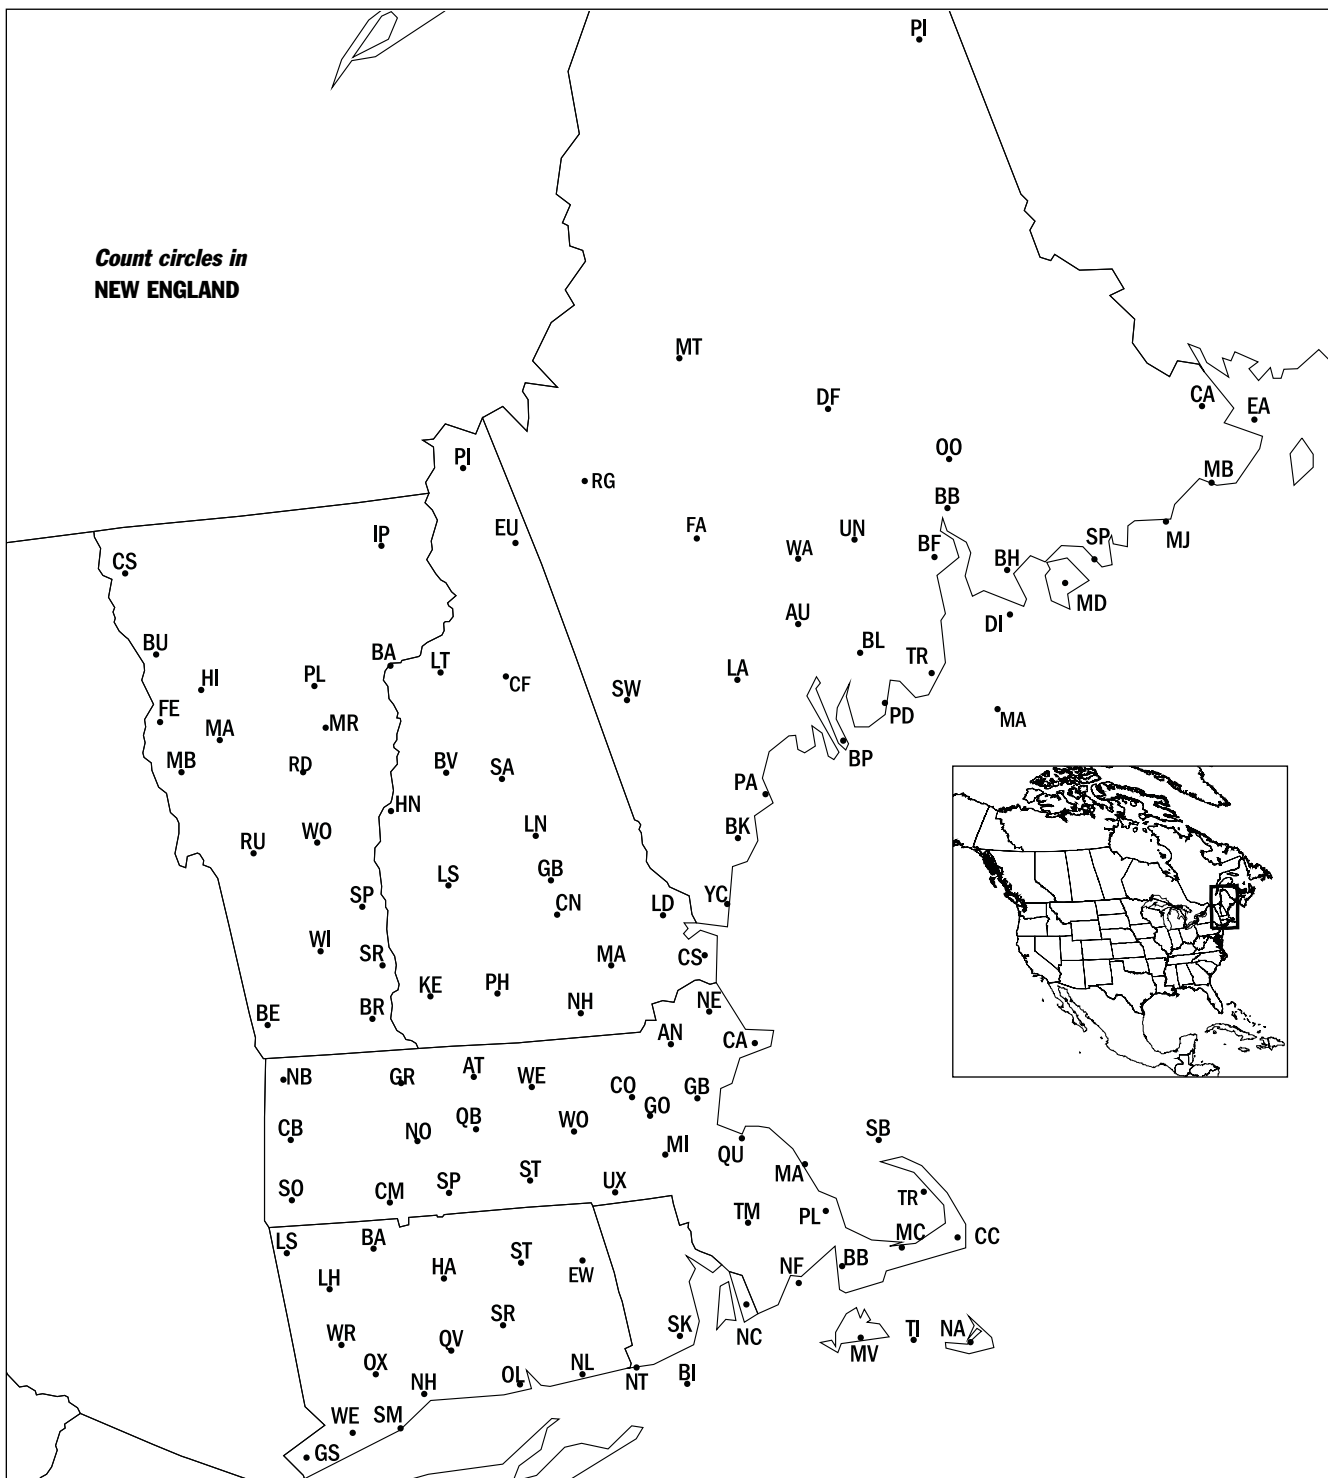 PI
Count circles in
NEW ENGLAND
MT
DF
CA
EA
OO
PI
RG
MB
BB
FA
UN
EU
IP
MJ
SP
BF
WA
BH
CS
MD
AU
DI
BU
BL
BA
LT
TR
LA
CF
HI
PL
SW
PD
MA
FE
MR
MA
BP
MB
RD
BV
SA
PA
HN
BK
LN
WO
RU
GB
LS
SP
CN
LD
YC
WI
SR
MA
CS
KE
PH
NH
NE
BE
BR
AN
CA
NB
GR
AT
WE
CO
GB
GO
QB
WO
SB
CB
NO
MI
QU
MA
SO
CM
SP
ST
UX
TR
TM
PL
MC
CC
LS
BA
ST
BB
NF
LH
HA
EW
SR
SK
NC
TI
NA
WR
QV
MV
OX
NL
NT
BI
NH
OL
WE
SM
GS